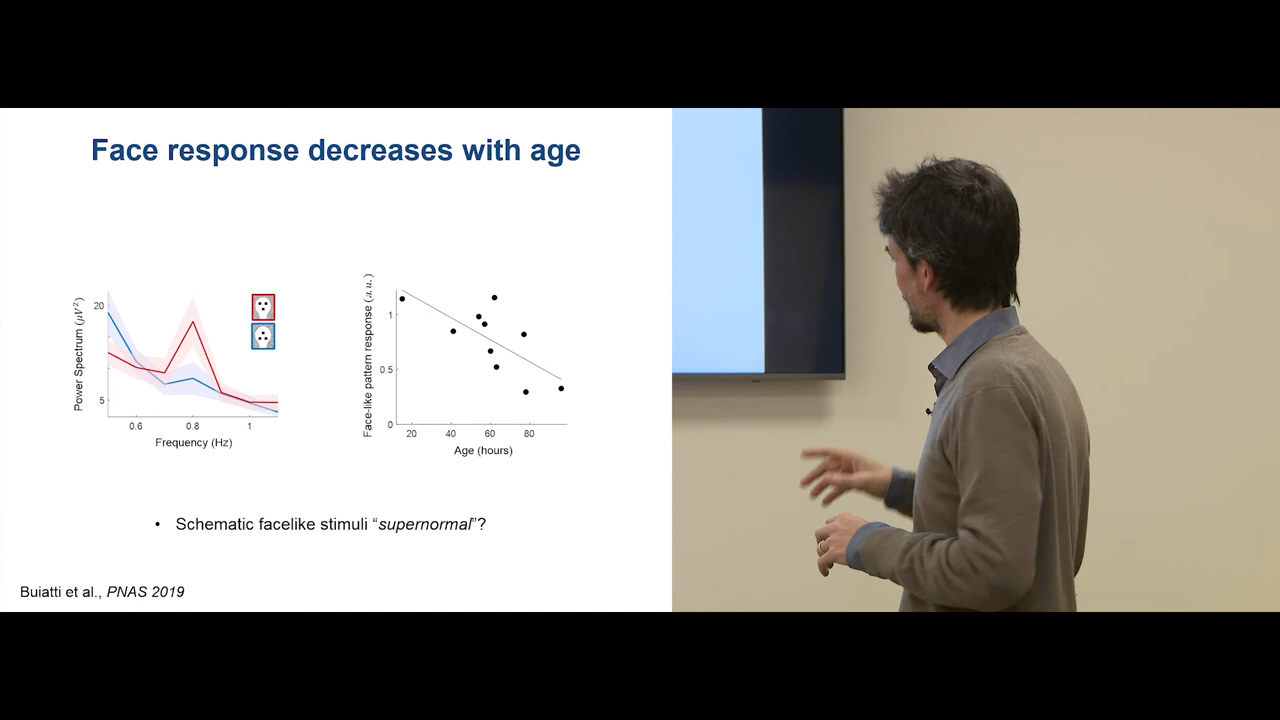 Face response decreases with age
Power Spectrum (μV²)
20
5
0.6
0.8
1
Frequency (Hz)
Face-like pattern response (a.u.)
1
0.5
0
20
40
60
80
Age (hours)
• Schematic facelike stimuli “supernormal”?
Buiatti et al., PNAS 2019